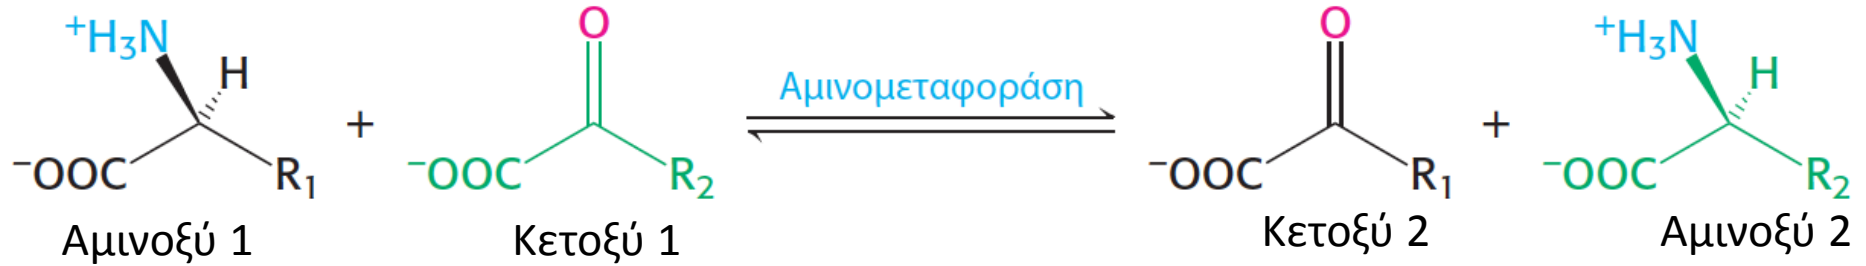 ⁺H₃N H ⁻OOC R₁ + O ⁻OOC R₂ Αμινομεταφοράση O ⁻OOC R₁ + ⁺H₃N H ⁻OOC R₂
Αμινοξύ 1 Κετοξύ 1 Κετοξύ 2 Αμινοξύ 2